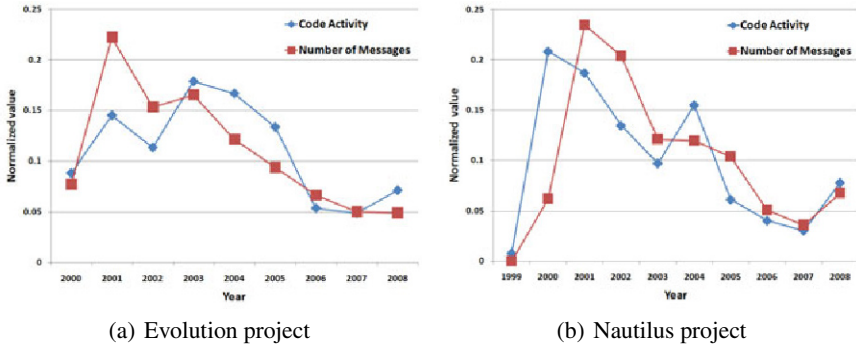 0.25
0.2
0.15
0.1
0.05
0
Normalized value
Code Activity
Number of Messages
2000 2001 2002 2003 2004 2005 2006 2007 2008
Year
(a) Evolution project
0.25
0.2
0.15
0.1
0.05
0
Normalized value
Code Activity
Number of Messages
1999 2000 2001 2002 2003 2004 2005 2006 2007 2008
Year
(b) Nautilus project